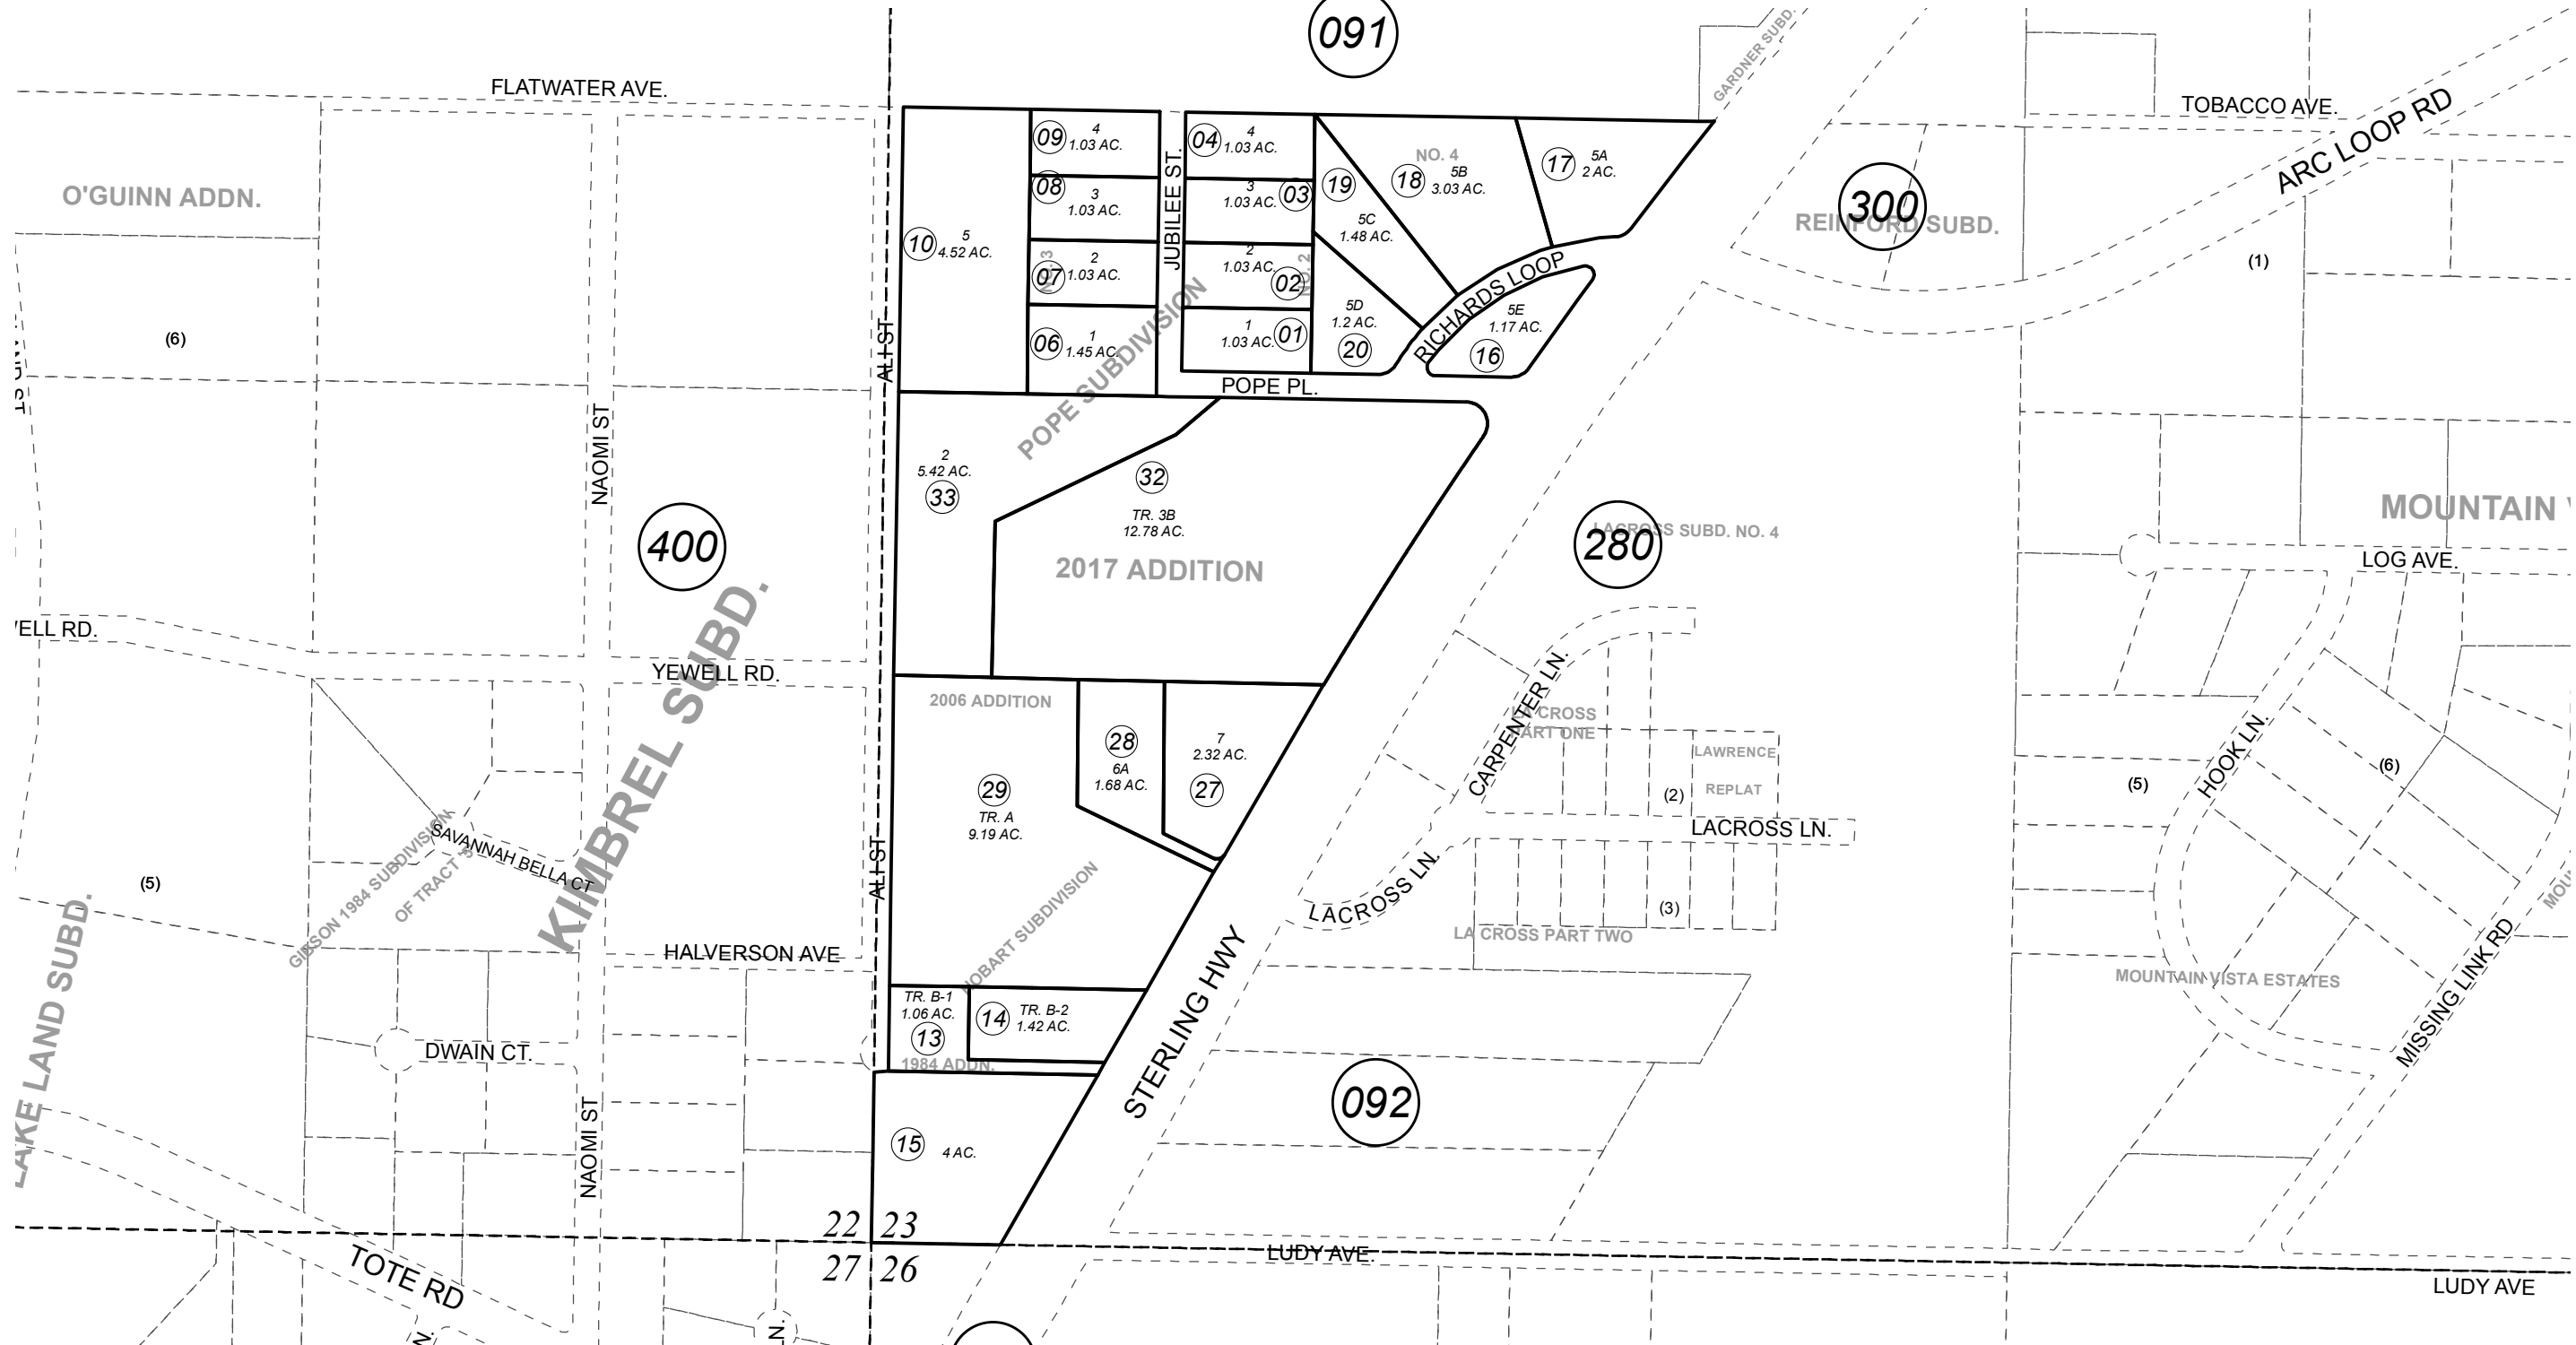 091
GARDNER SUBD.
FLATWATER AVE.
TOBACCO AVE.
ARC LOOP RD
O'GUINN ADDN.
09
4
1.03 AC.
04
4
1.03 AC.
NO. 4
18
5B
3.03 AC.
17
5A
2 AC.
08
3
1.03 AC.
3
1.03 AC.
03
19
5C
1.48 AC.
300
REINFORD SUBD.
(1)
10
5
4.52 AC.
JUBILEE ST.
07
2
1.03 AC.
2
1.03 AC.
02
NO. 2
RICHARDS LOOP
5D
1.2 AC.
20
5E
1.17 AC.
16
06
1
1.45 AC.
1
1.03 AC.
01
(6)
ALI ST
POPE SUBDIVISION
POPE PL.
NAOMI ST
2
5.42 AC.
33
32
TR. 3B
12.78 AC.
2017 ADDITION
400
280
LACROSS SUBD. NO. 4
MOUNTAIN
LOG AVE.
KIMBREL SUBD.
YEWELL RD.
2006 ADDITION
28
6A
1.68 AC.
7
2.32 AC.
27
29
TR. A
9.19 AC.
CARPENTER LN.
LA CROSS
PART ONE
LAWRENCE
REPLAT
(2)
LACROSS LN.
HOOK LN.
(5)
(6)
SAVANNAH BELLA CT
GIBSON 1984 SUBDIVISION
OF TRACT
(5)
ALI ST
LACROSS LN.
(3)
LA CROSS PART TWO
HOBART SUBDIVISION
HALVERSON AVE
STERLING HWY
MOUNTAIN VISTA ESTATES
MISSING LINK RD
LAKE LAND SUBD.
TR. B-1
1.06 AC.
13
14
TR. B-2
1.42 AC.
1984 ADDN.
DWAIN CT.
092
NAOMI ST
15
4 AC.
22 23
27 26
TOTE RD
LUDY AVE.
LUDY AVE